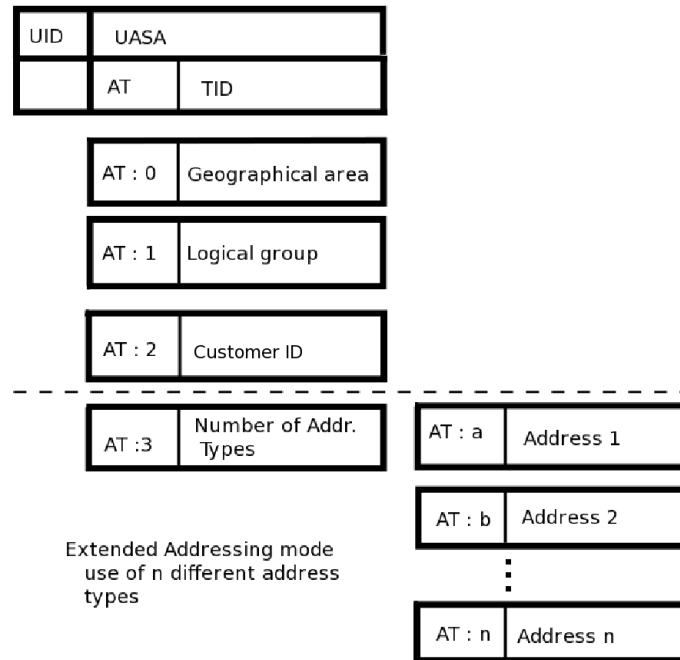 UID UASA
AT TID
AT : 0 Geographical area
AT : 1 Logical group
AT : 2 Customer ID
AT :3 Number of Addr.
Types
AT : a Address 1
AT : b Address 2
AT : n Address n
Extended Addressing mode
use of n different address
types